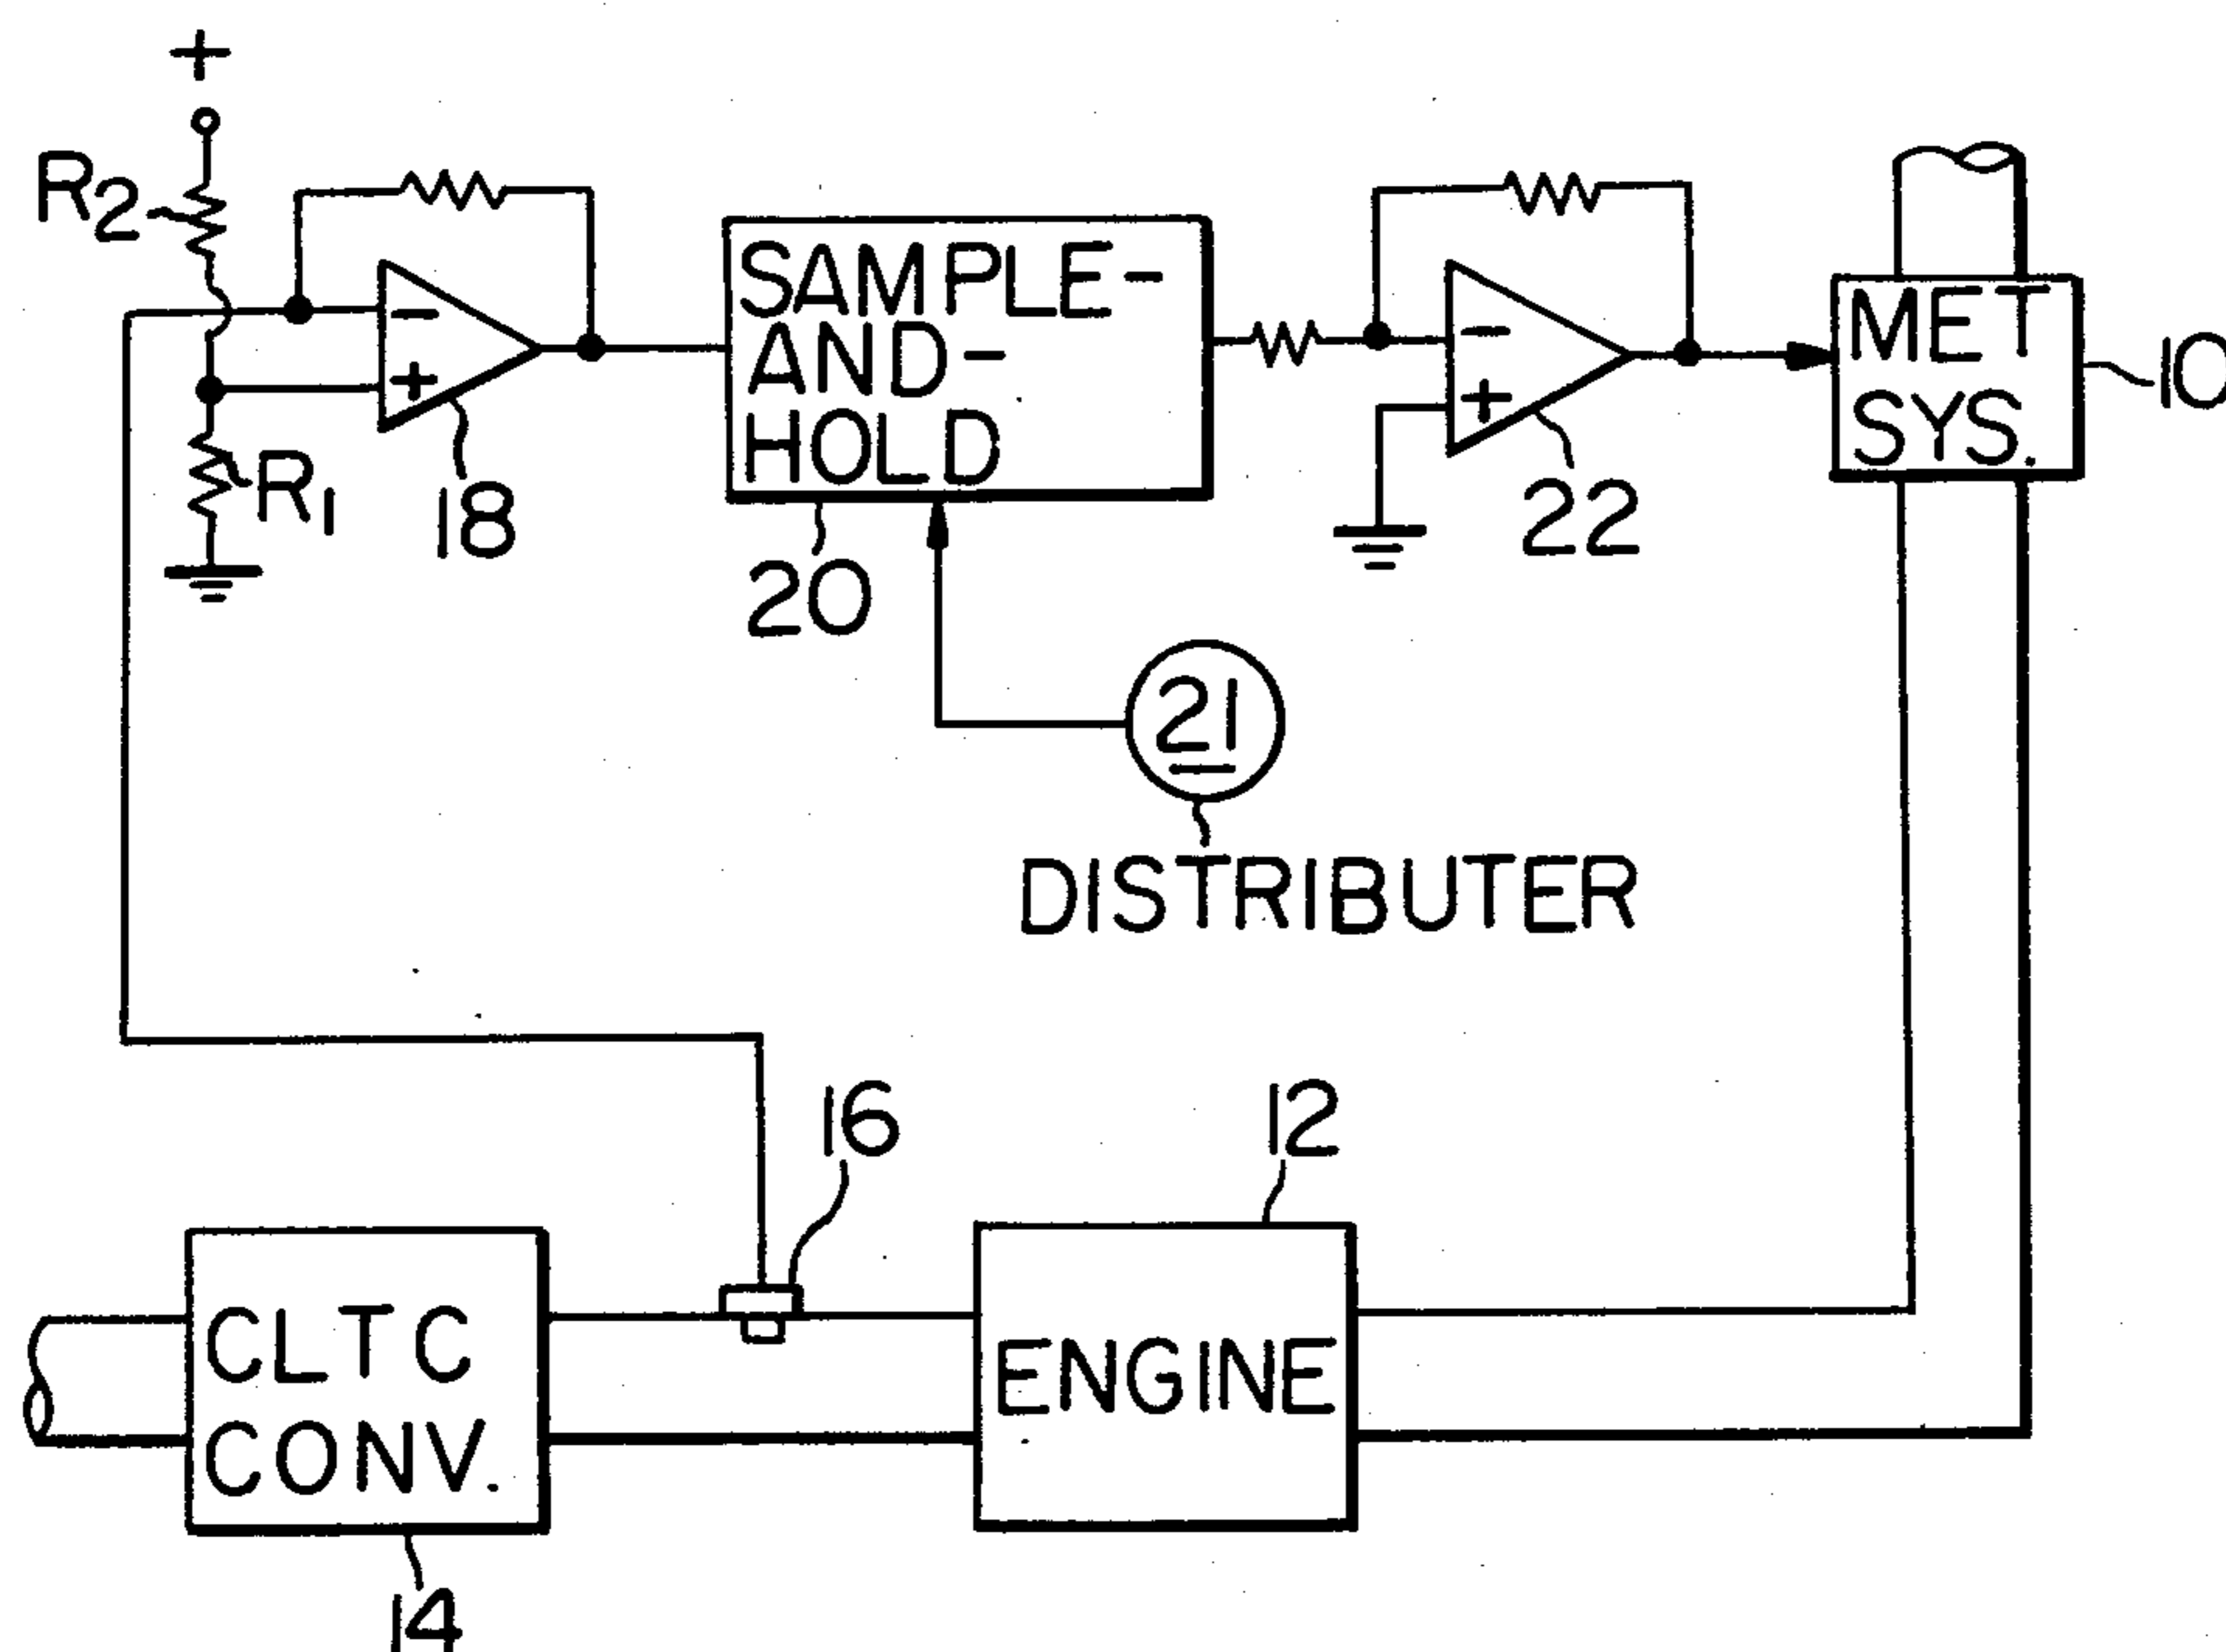 +
R2
R1
−
+
18
SAMPLE-
AND-
HOLD
20
−
+
22
MET
SYS.
10
21
DISTRIBUTER
16
12
CLTC
CONV.
ENGINE
14